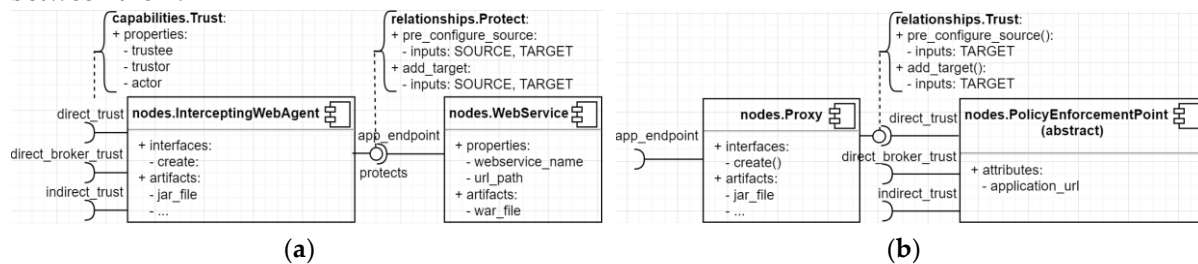 capabilities.Trust:
+ properties:
- trustee
- trustor
- actor
relationships.Protect:
+ pre_configure_source:
- inputs: SOURCE, TARGET
+ add_target:
- inputs: SOURCE, TARGET
direct_trust
direct_broker_trust
indirect_trust
nodes.InterceptingWebAgent
+ interfaces:
- create:
+ artifacts:
- jar_file
- ...
app_endpoint
protects
nodes.WebService
+ properties:
- webservice_name
- url_path
+ artifacts:
- war_file
(a)
relationships.Trust:
+ pre_configure_source():
- inputs: TARGET
+ add_target():
- inputs: TARGET
app_endpoint
nodes.Proxy
+ interfaces:
- create()
+ artifacts:
- jar_file
- ...
direct_trust
direct_broker_trust
indirect_trust
nodes.PolicyEnforcementPoint
(abstract)
+ attributes:
- application_url
(b)